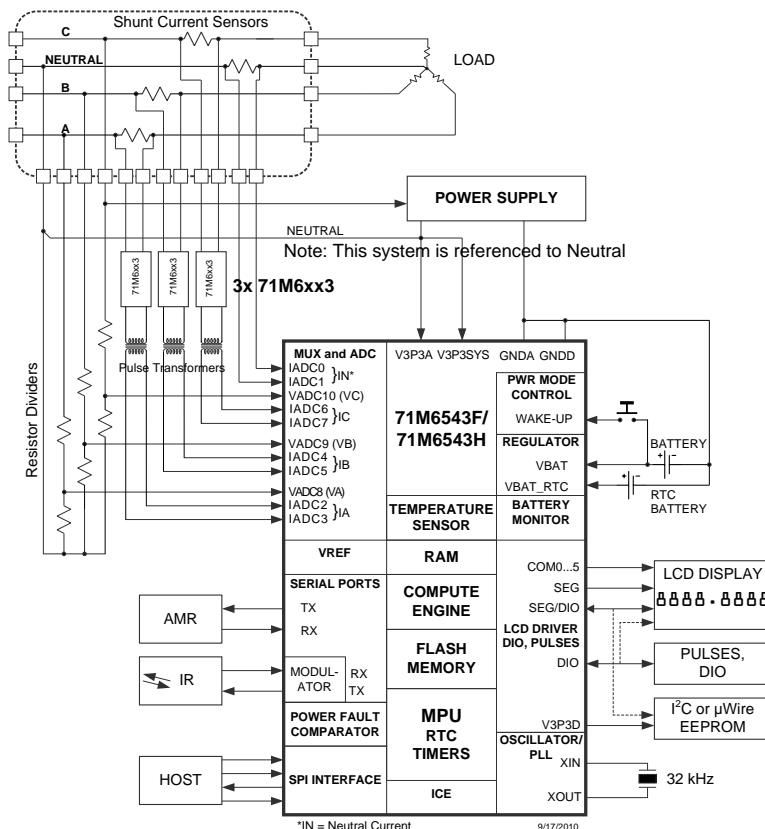 Shunt Current Sensors
C
NEUTRAL
B
A
LOAD
POWER SUPPLY
NEUTRAL
Note: This system is referenced to Neutral
71M6xx3
71M6xx3
71M6xx3
3x 71M6xx3
Pulse Transformers
Resistor Dividers
MUX and ADC
IADC0
IADC1
}IN*
VADC10 (VC)
IADC6
IADC7
}IC
VADC9 (VB)
IADC4
IADC5
}IB
VADC8 (VA)
IADC2
IADC3
}IA
V3P3A V3P3SYS GNDA GNDD
71M6543F/
71M6543H
PWR MODE
CONTROL
WAKE-UP
REGULATOR
VBAT
VBAT_RTC
BATTERY
MONITOR
BATTERY
+ -
+ -
RTC
BATTERY
TEMPERATURE
SENSOR
VREF
RAM
SERIAL PORTS
TX
RX
AMR
COMPUTE
ENGINE
FLASH
MEMORY
COM0...5
SEG
SEG/DIO
LCD DRIVER
DIO, PULSES
DIO
V3P3D
LCD DISPLAY
8888.8888
PULSES,
DIO
I²C or µWire
EEPROM
IR
MODUL-
ATOR
RX
TX
POWER FAULT
COMPARATOR
MPU
RTC
TIMERS
OSCILLATOR/
PLL
XIN
XOUT
32 kHz
HOST
SPI INTERFACE
ICE
*IN = Neutral Current
9/17/2010